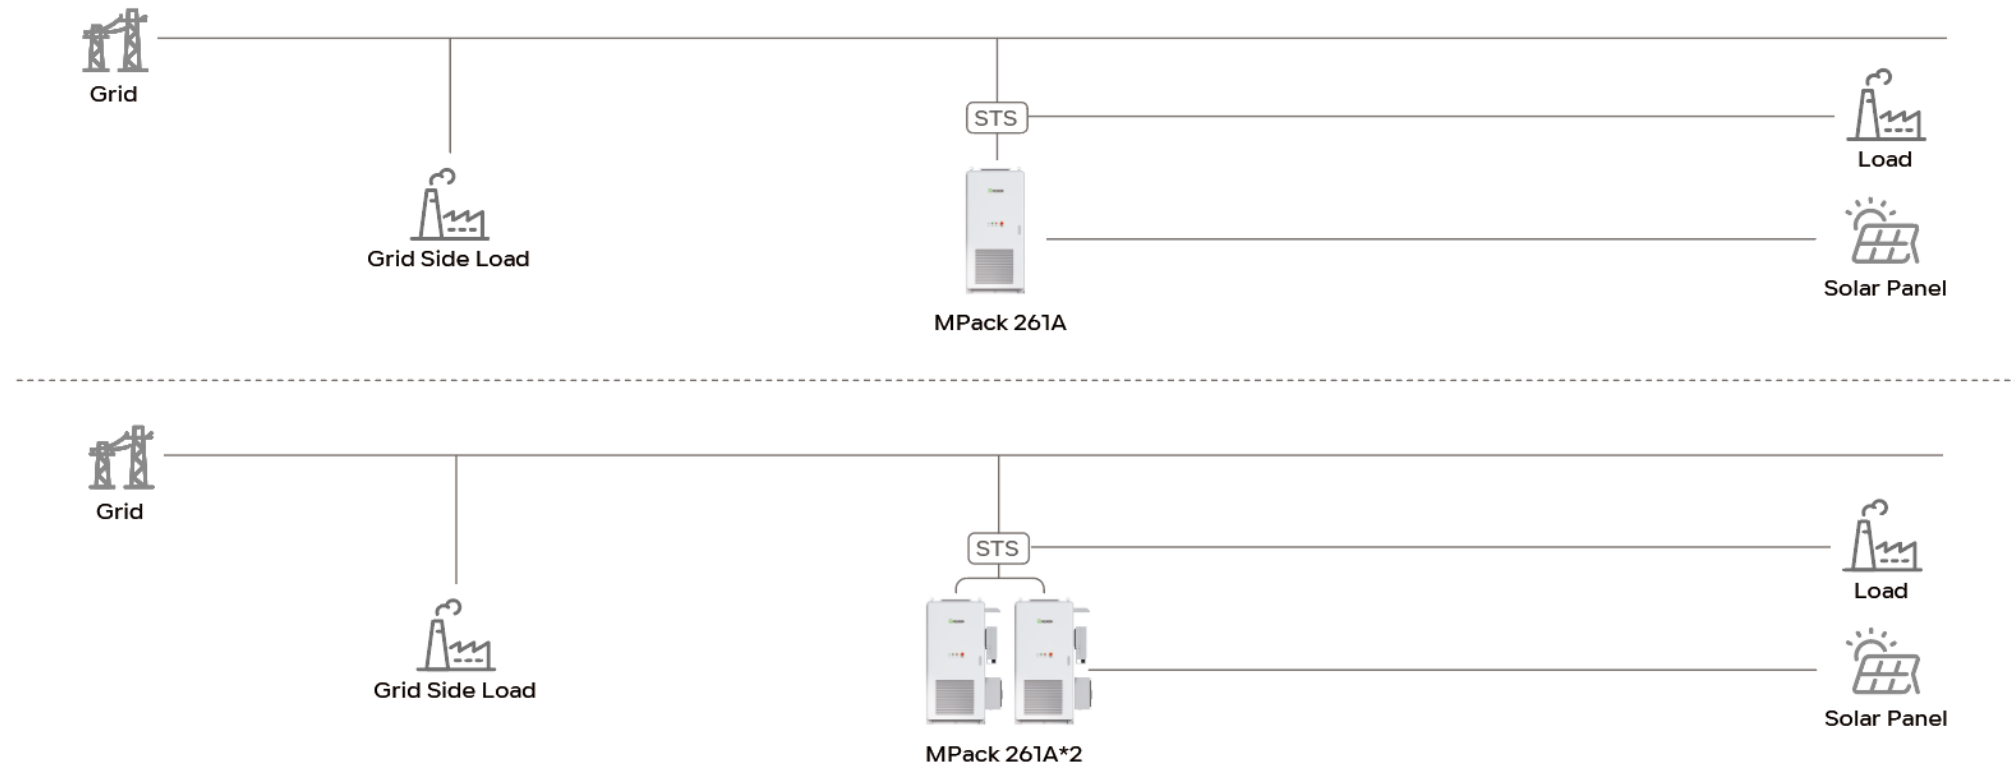 Grid
STS
Load
Grid Side Load
Solar Panel
MPack 261A
Grid
STS
Load
Grid Side Load
Solar Panel
MPack 261A*2